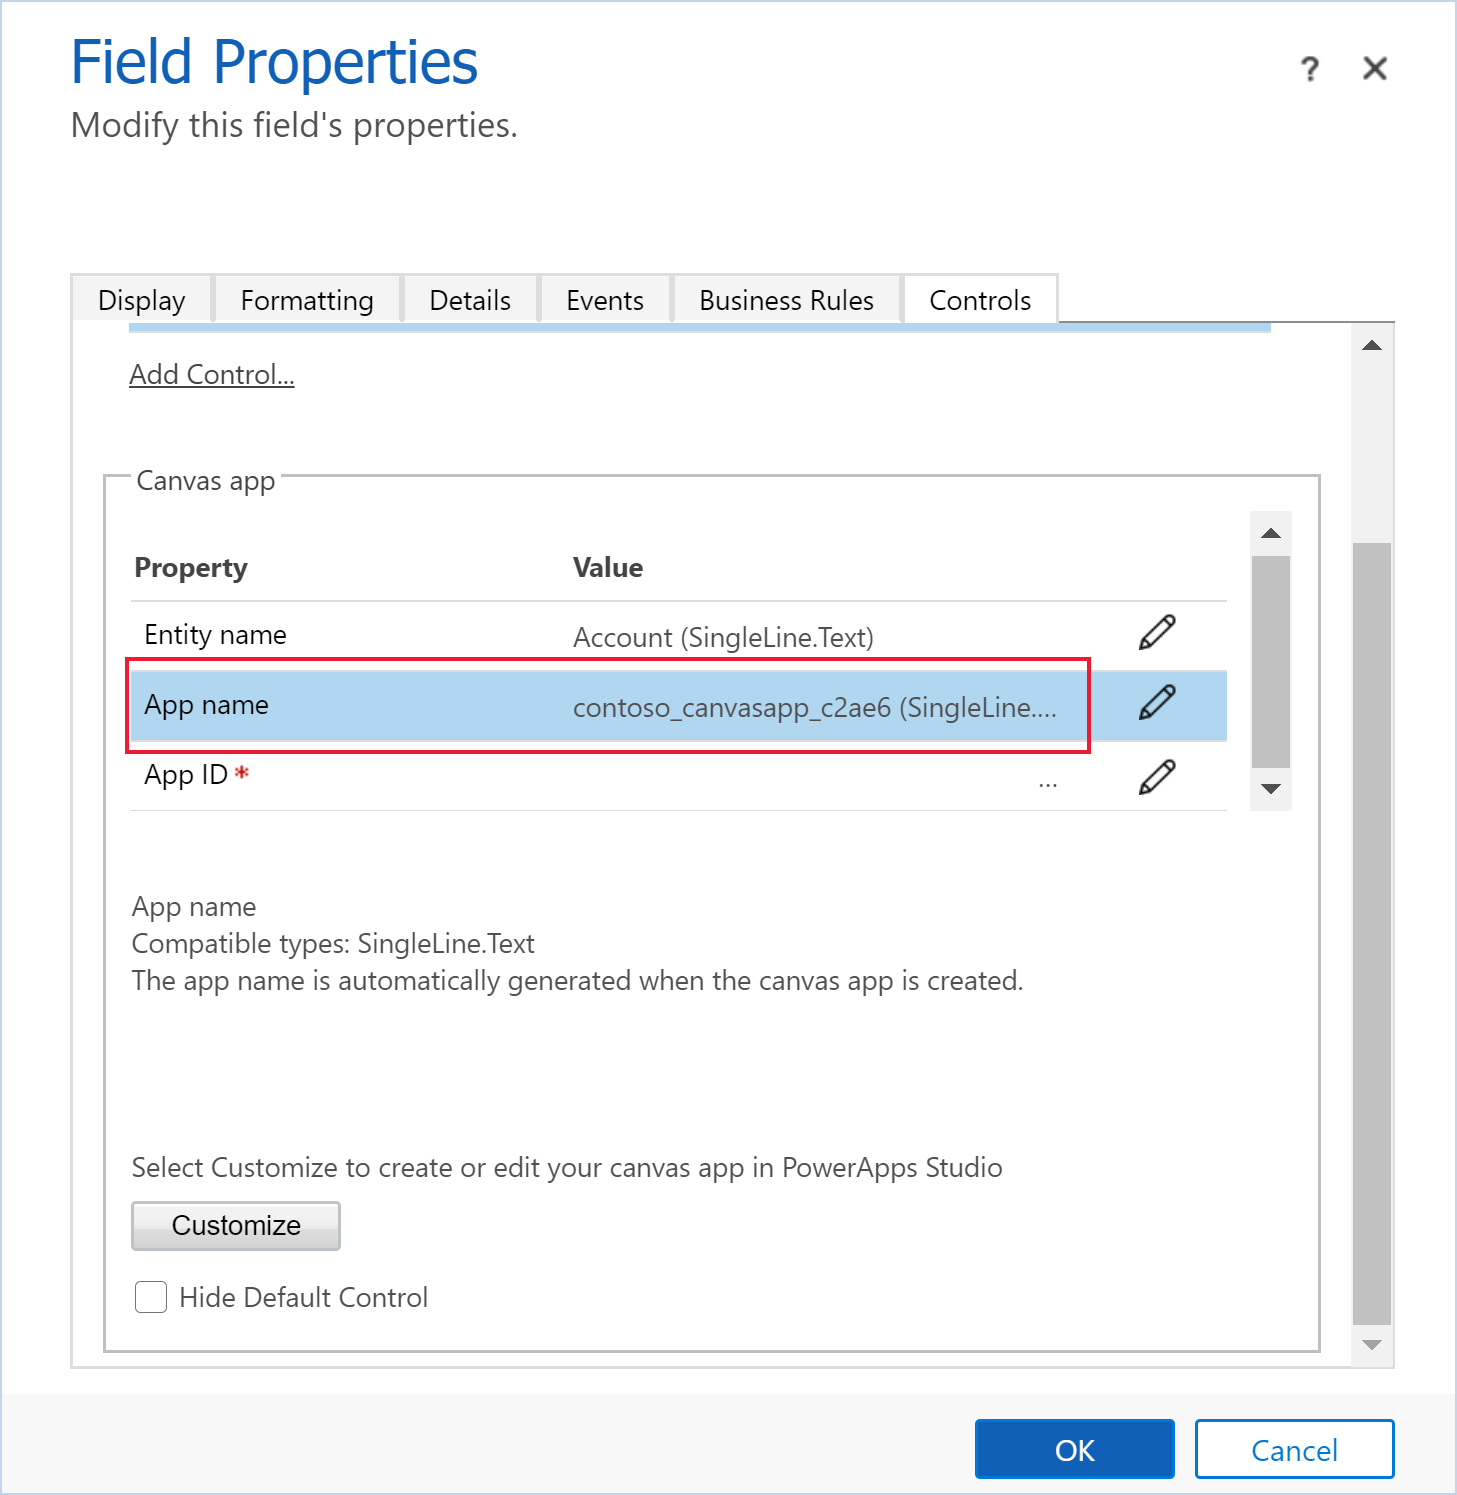 Field Properties
?
Modify this field's properties.
Display Formatting Details Events Business Rules Controls
Add Control...
Canvas app
Property Value
Entity name Account (SingleLine.Text)
App name contoso_canvasapp_c2ae6 (SingleLine....
App ID * ...
App name
Compatible types: SingleLine.Text
The app name is automatically generated when the canvas app is created.
Select Customize to create or edit your canvas app in PowerApps Studio
Customize
Hide Default Control
OK Cancel